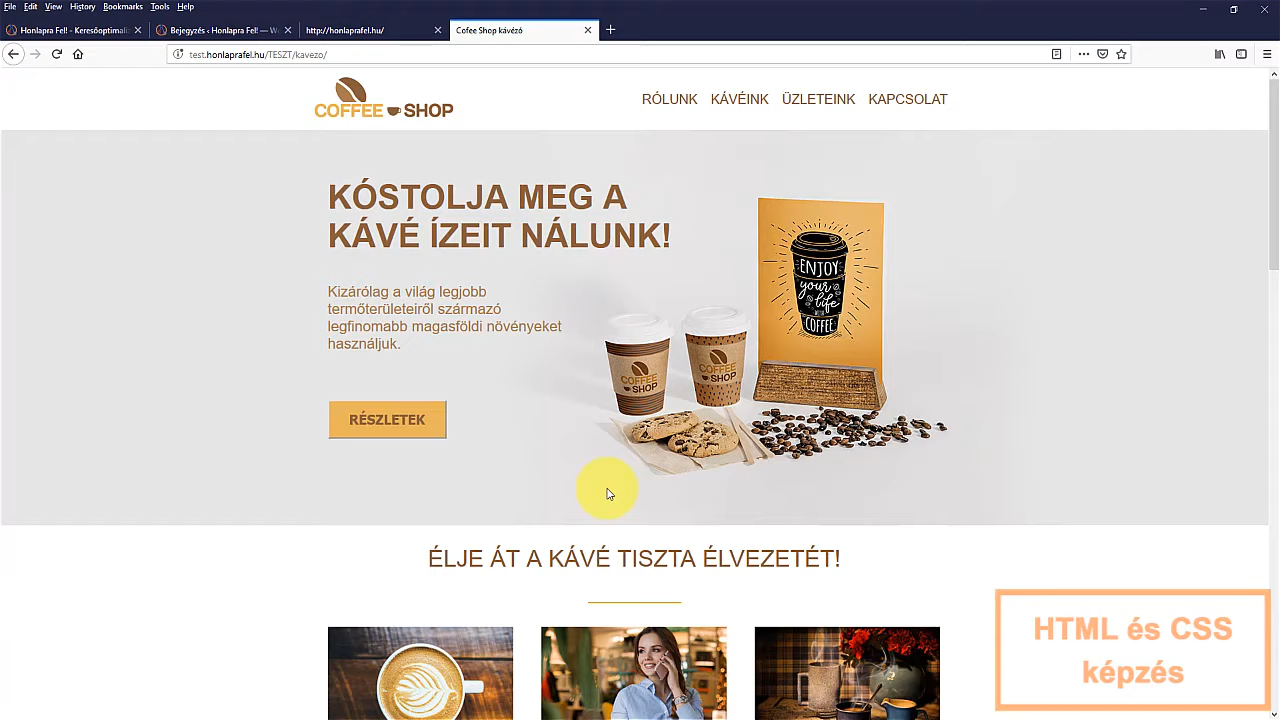 File Edit View History Bookmarks Tools Help
Honlapra Fel! - Keresőoptimali
Bejegyzés ‹ Honlapra Fel! — W
http://honlaprafel.hu/
Cofee Shop kávézó
test.honlaprafel.hu/TESZT/kavezo/
COFFEE SHOP
RÓLUNK KÁVÉINK ÜZLETEINK KAPCSOLAT
KÓSTOLJA MEG A
KÁVÉ ÍZEIT NÁLUNK!
Kizárólag a világ legjobb
termőterületeiről származó
legfinomabb magasföldi növényeket
használjuk.
RÉSZLETEK
ENJOY
your
life
WITH
COFFEE
COFFEE
SHOP
COFFEE
SHOP
ÉLJE ÁT A KÁVÉ TISZTA ÉLVEZETÉT!
HTML és CSS
képzés